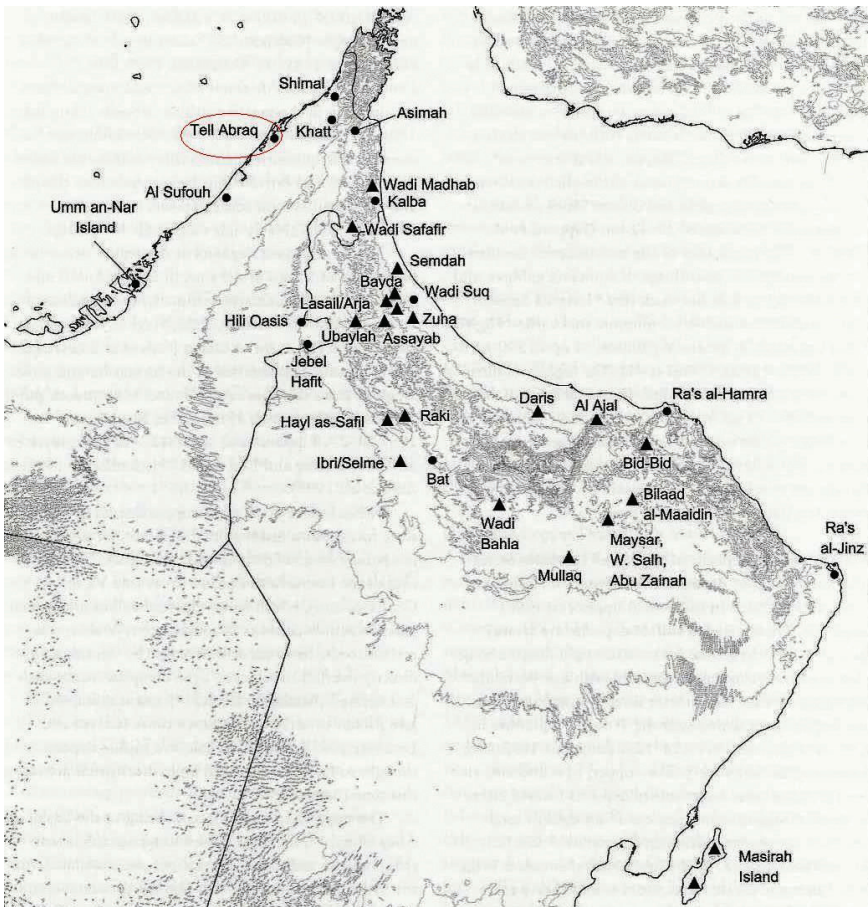 Shimal
Tell Abraq
Khatt
Asimah
Al Sufouh
Wadi Madhab
Kalba
Umm an-Nar
Island
Wadi Safafir
Semdah
Bayda
Wadi Suq
Lasail/Arja
Hili Oasis
Zuha
Ubaylah
Assayab
Jebel
Hafit
Daris
Al Ajal
Ra's al-Hamra
Hayl as-Safil
Raki
Bid-Bid
Ibri/Selme
Bat
Bilaad
al-Maaidin
Wadi
Bahla
Maysar,
W. Salh,
Abu Zainah
Ra's
al-Jinz
Mullaq
Masirah
Island